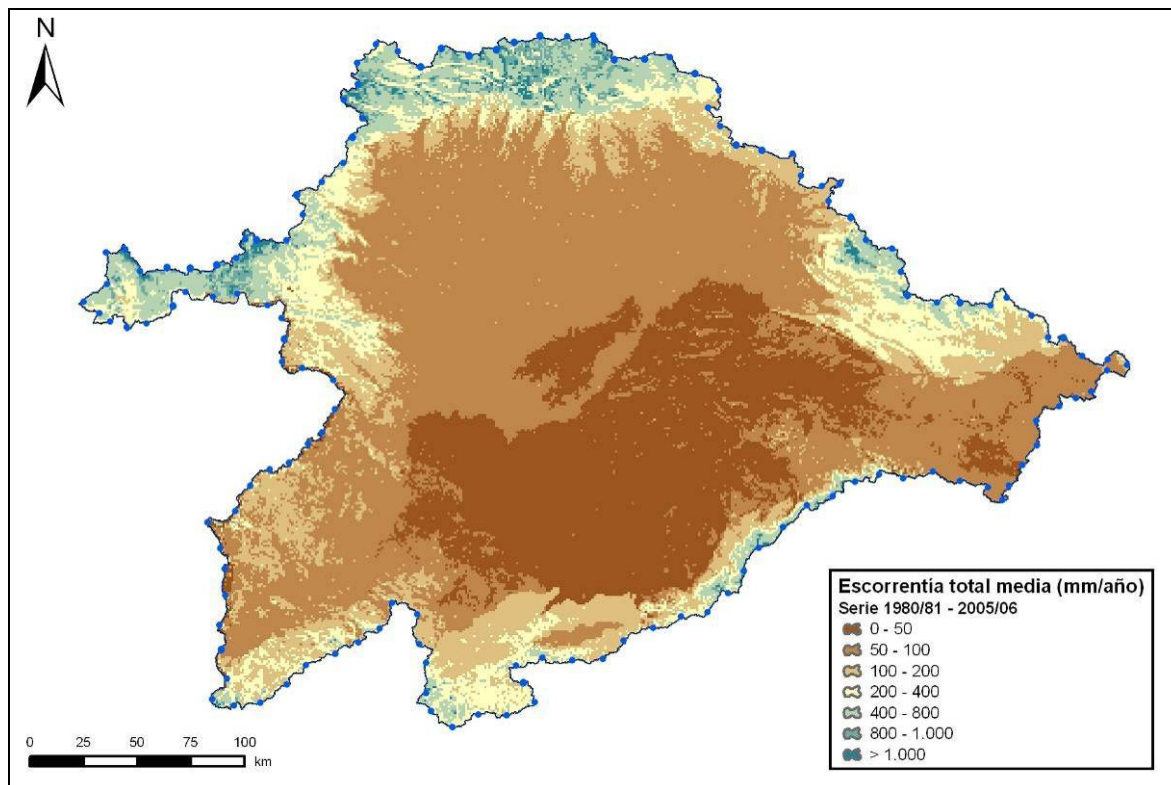 N
Escorrentía total media (mm/año)
Serie 1980/81 - 2005/06
0 - 50
50 - 100
100 - 200
200 - 400
400 - 800
800 - 1.000
> 1.000
0 25 50 75 100
km